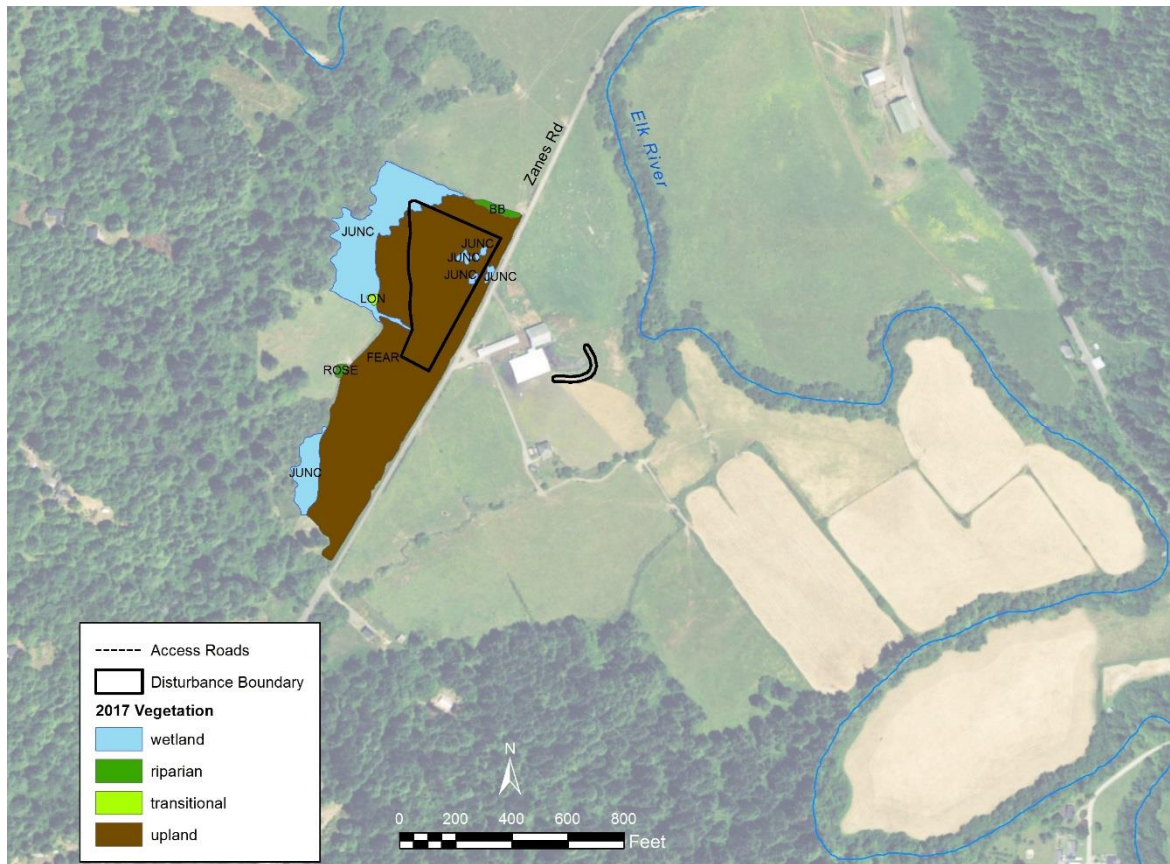 Zanes Rd
Elk River
BB
JUNC
JUNC
JUNC
JUNC
JUNC
LON
FEAR
ROSE
JUNC
Access Roads
Disturbance Boundary
2017 Vegetation
wetland
riparian
transitional
upland
N
0 200 400 600 800
Feet